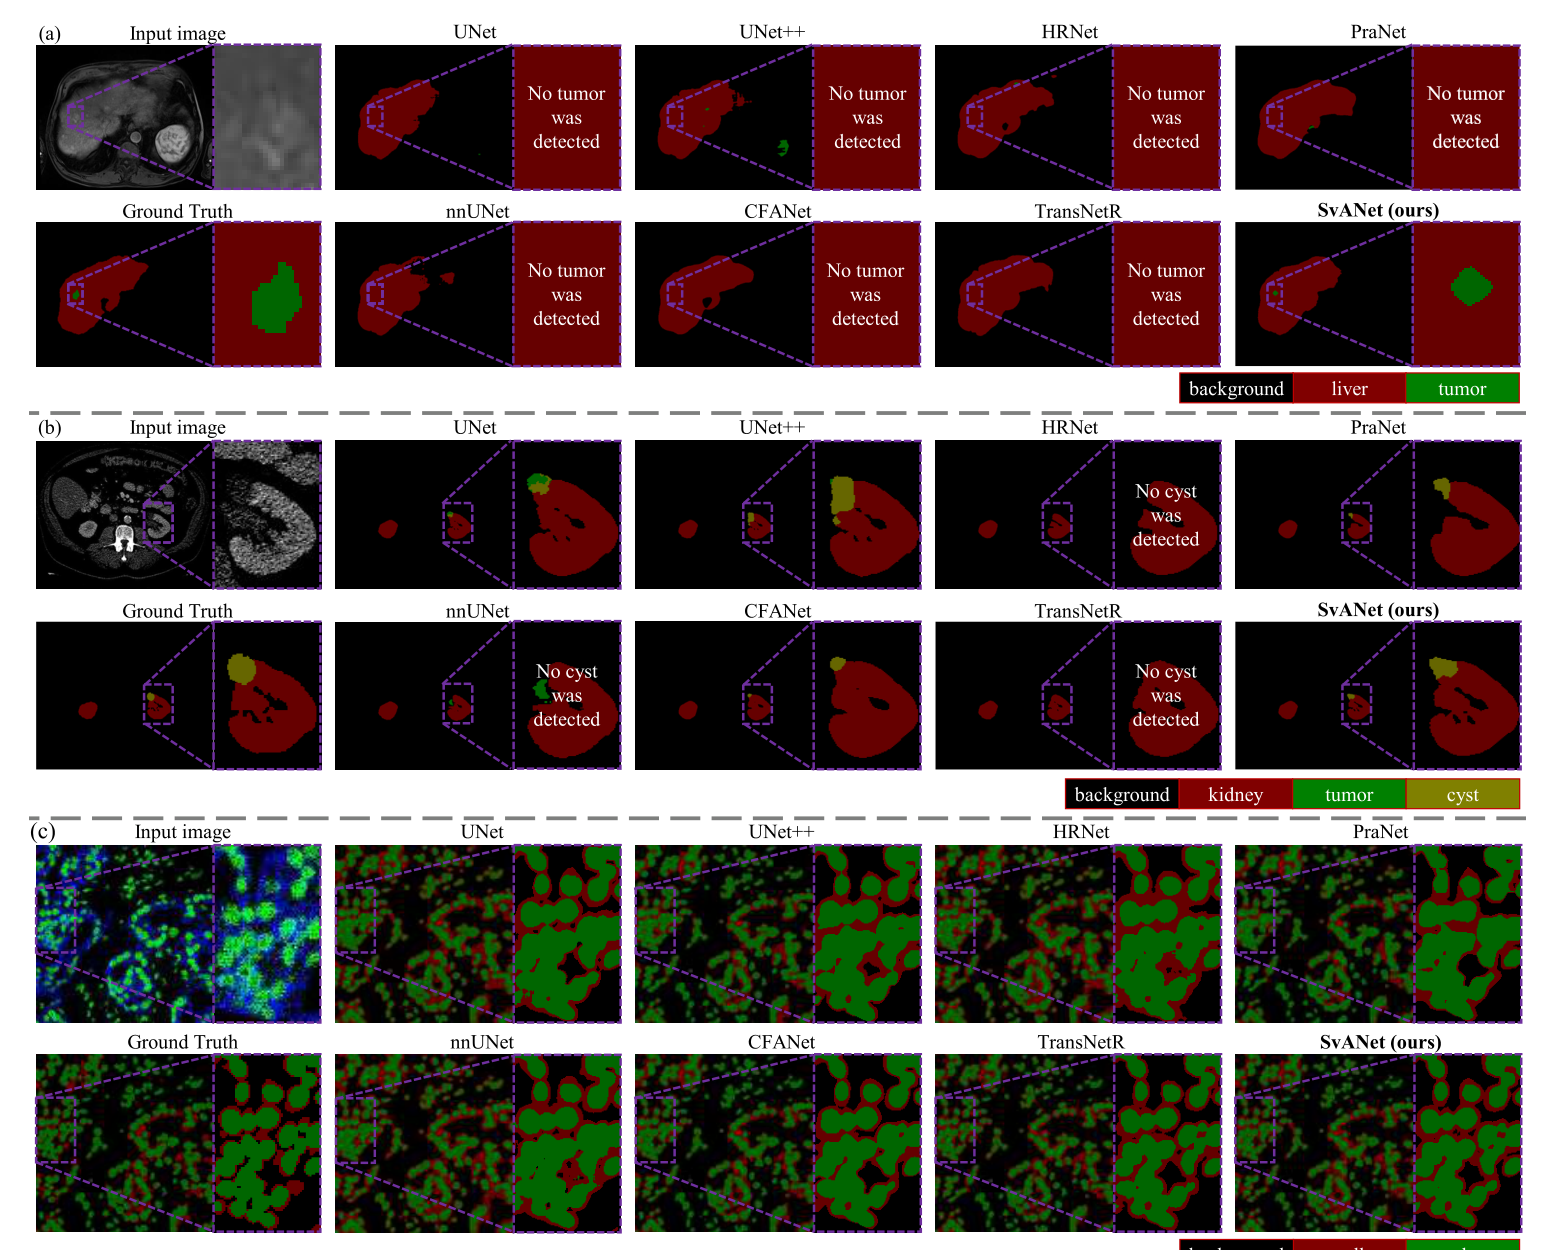 (a)
Input image
UNet
UNet++
HRNet
PraNet
No tumor
was
detected
No tumor
was
detected
No tumor
was
detected
No tumor
was
detected
Ground Truth
nnUNet
CFANet
TransNetR
SvANet (ours)
No tumor
was
detected
No tumor
was
detected
No tumor
was
detected
background
liver
tumor
(b)
Input image
UNet
UNet++
HRNet
PraNet
No cyst
was
detected
Ground Truth
nnUNet
CFANet
TransNetR
SvANet (ours)
No cyst
was
detected
No cyst
was
detected
background
kidney
tumor
cyst
(c)
Input image
UNet
UNet++
HRNet
PraNet
Ground Truth
nnUNet
CFANet
TransNetR
SvANet (ours)